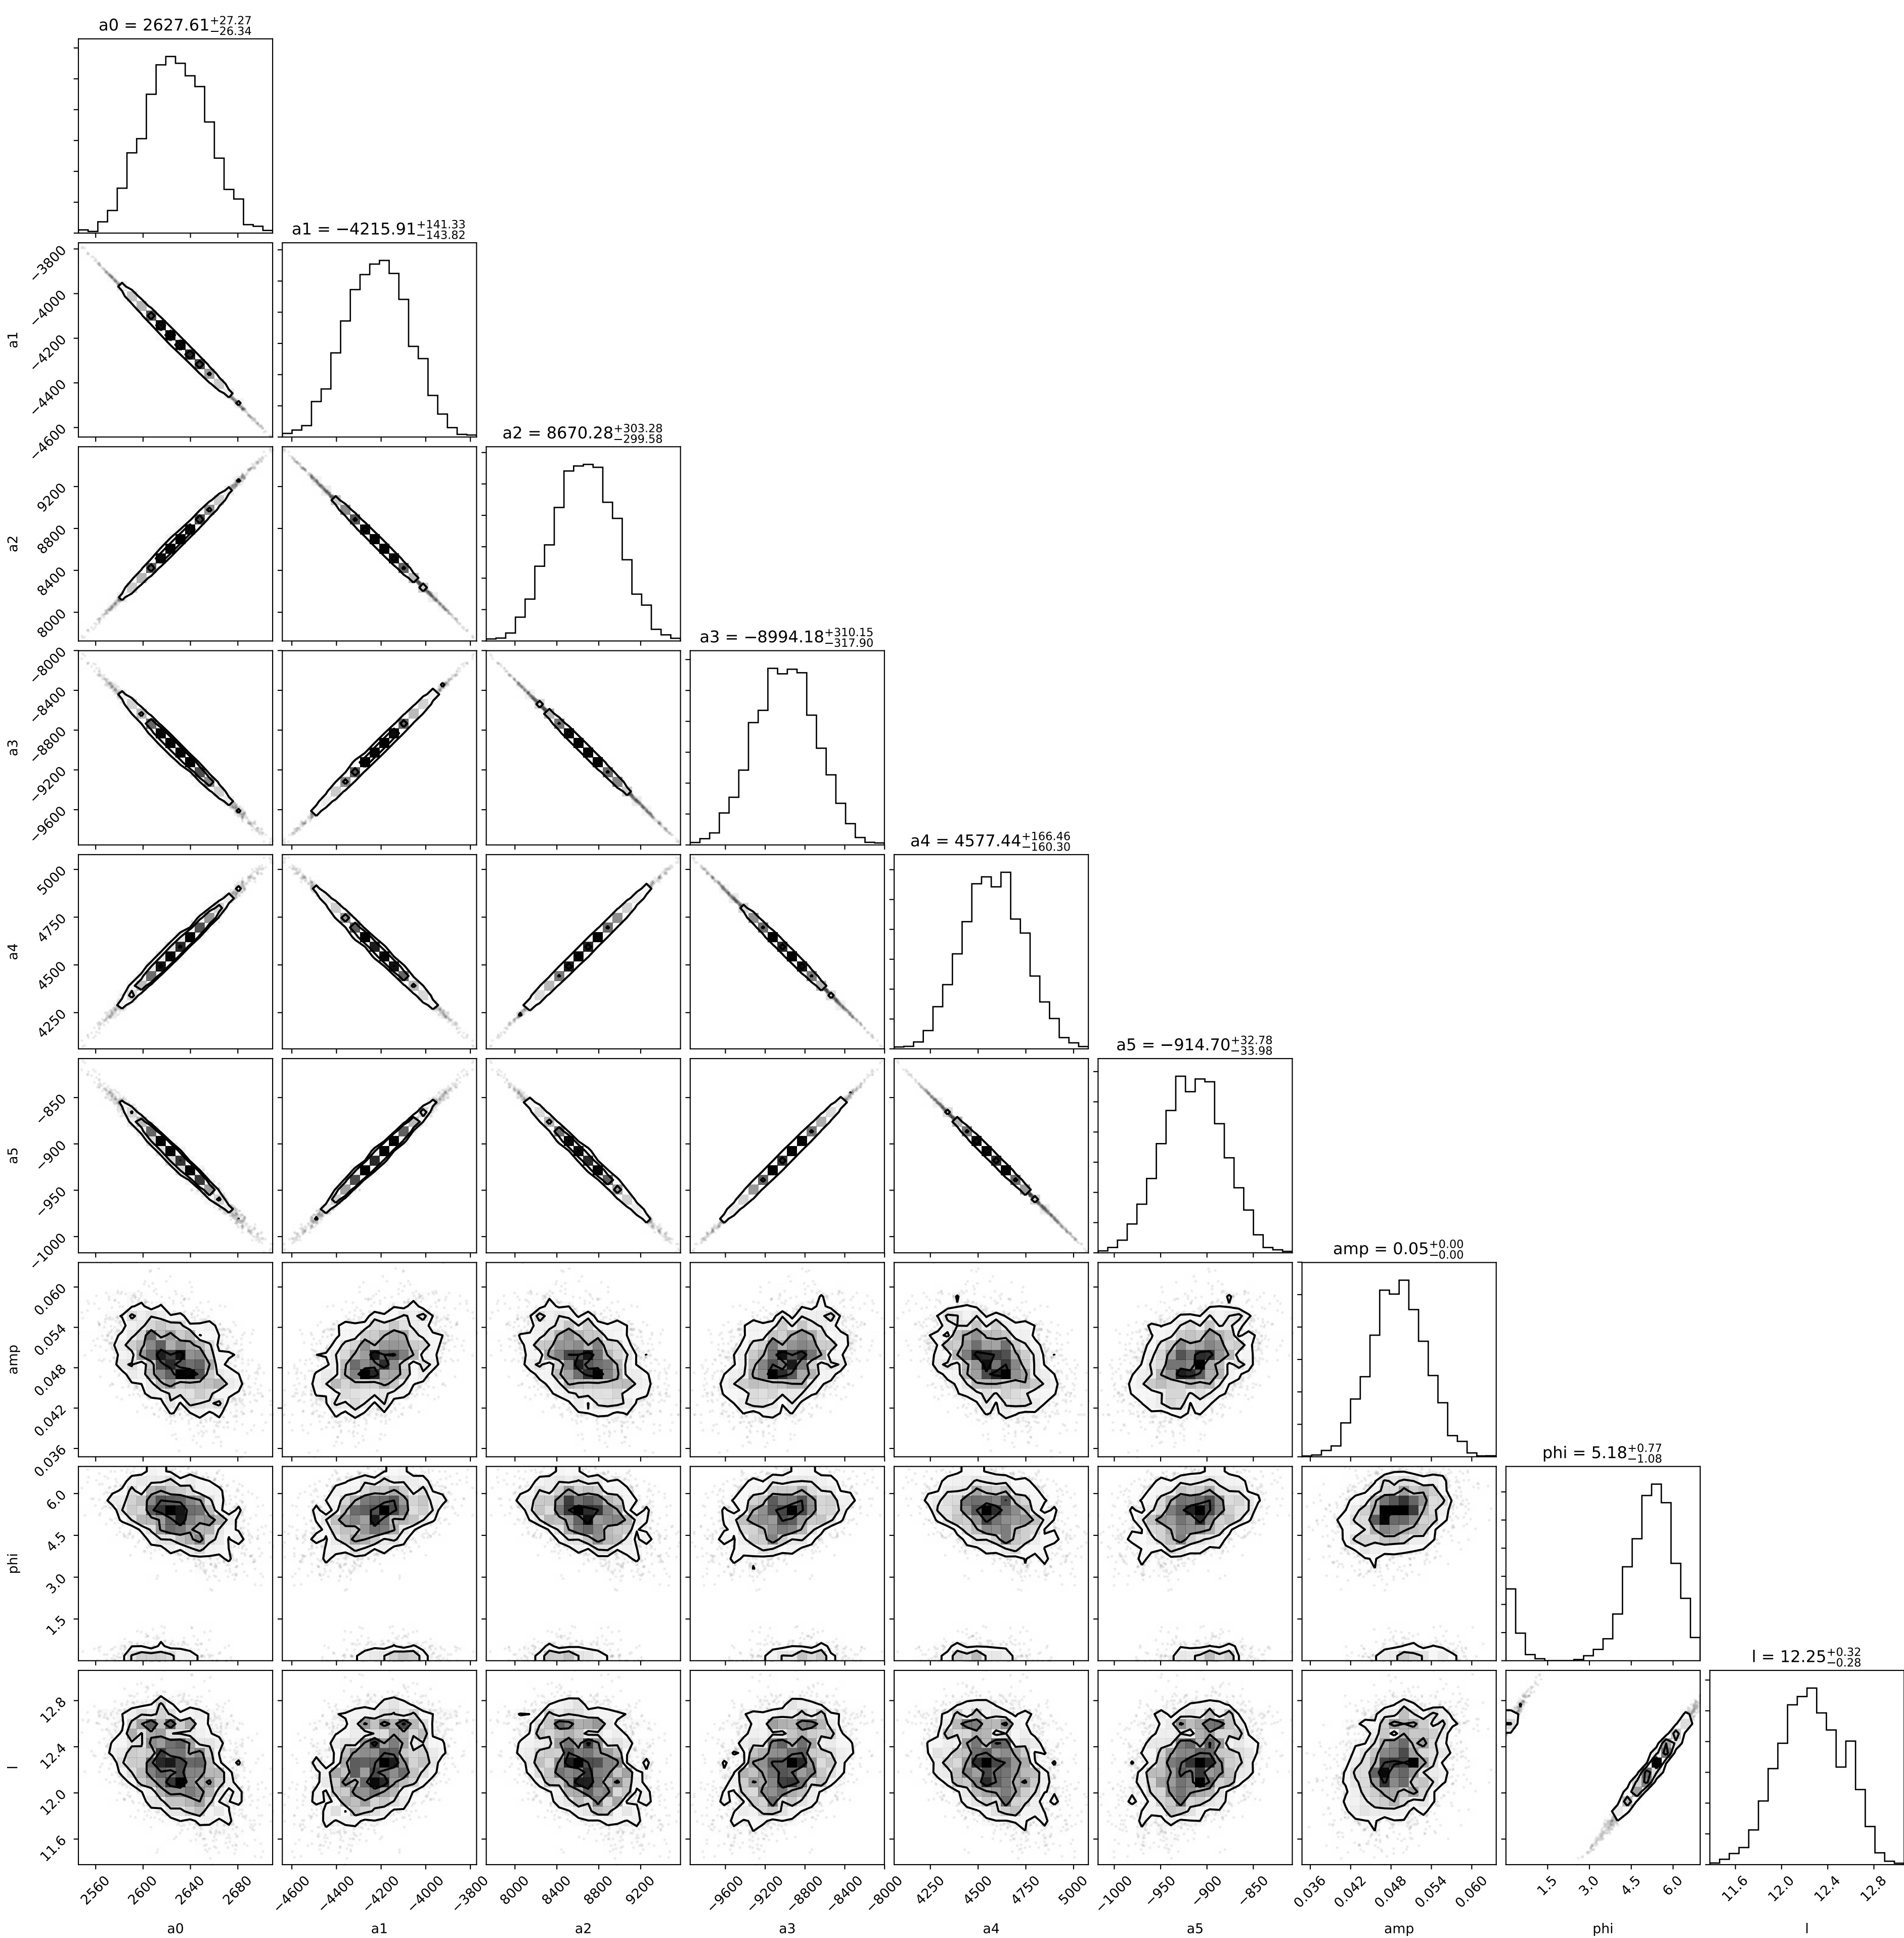 a0 = 2627.61+27.27−26.34
a1 = −4215.91+141.33−143.82
−3800
−4000
−4200
−4400
−4600
a1
a2 = 8670.28+303.28−299.58
9200
8800
8400
8000
a2
a3 = −8994.18+310.15−317.90
−8000
−8400
−8800
−9200
−9600
a3
a4 = 4577.44+166.46−160.30
5000
4750
4500
4250
a4
a5 = −914.70+32.78−33.98
−850
−900
−950
−1000
a5
amp = 0.05+0.00−0.00
0.060
0.054
0.048
0.042
0.036
amp
phi = 5.18+0.77−1.08
6.0
4.5
3.0
1.5
phi
l = 12.25+0.32−0.28
12.8
12.4
12.0
11.6
l
2560 2600 2640 2680 −4600 −4400 −4200 −4000 −3800 8000 8400 8800 9200 −9600 −9200 −8800 −8400 −8000 4250 4500 4750 5000 −1000 −950 −900 −850 0.036 0.042 0.048 0.054 0.060 1.5 3.0 4.5 6.0 11.6 12.0 12.4 12.8
a0 a1 a2 a3 a4 a5 amp phi l